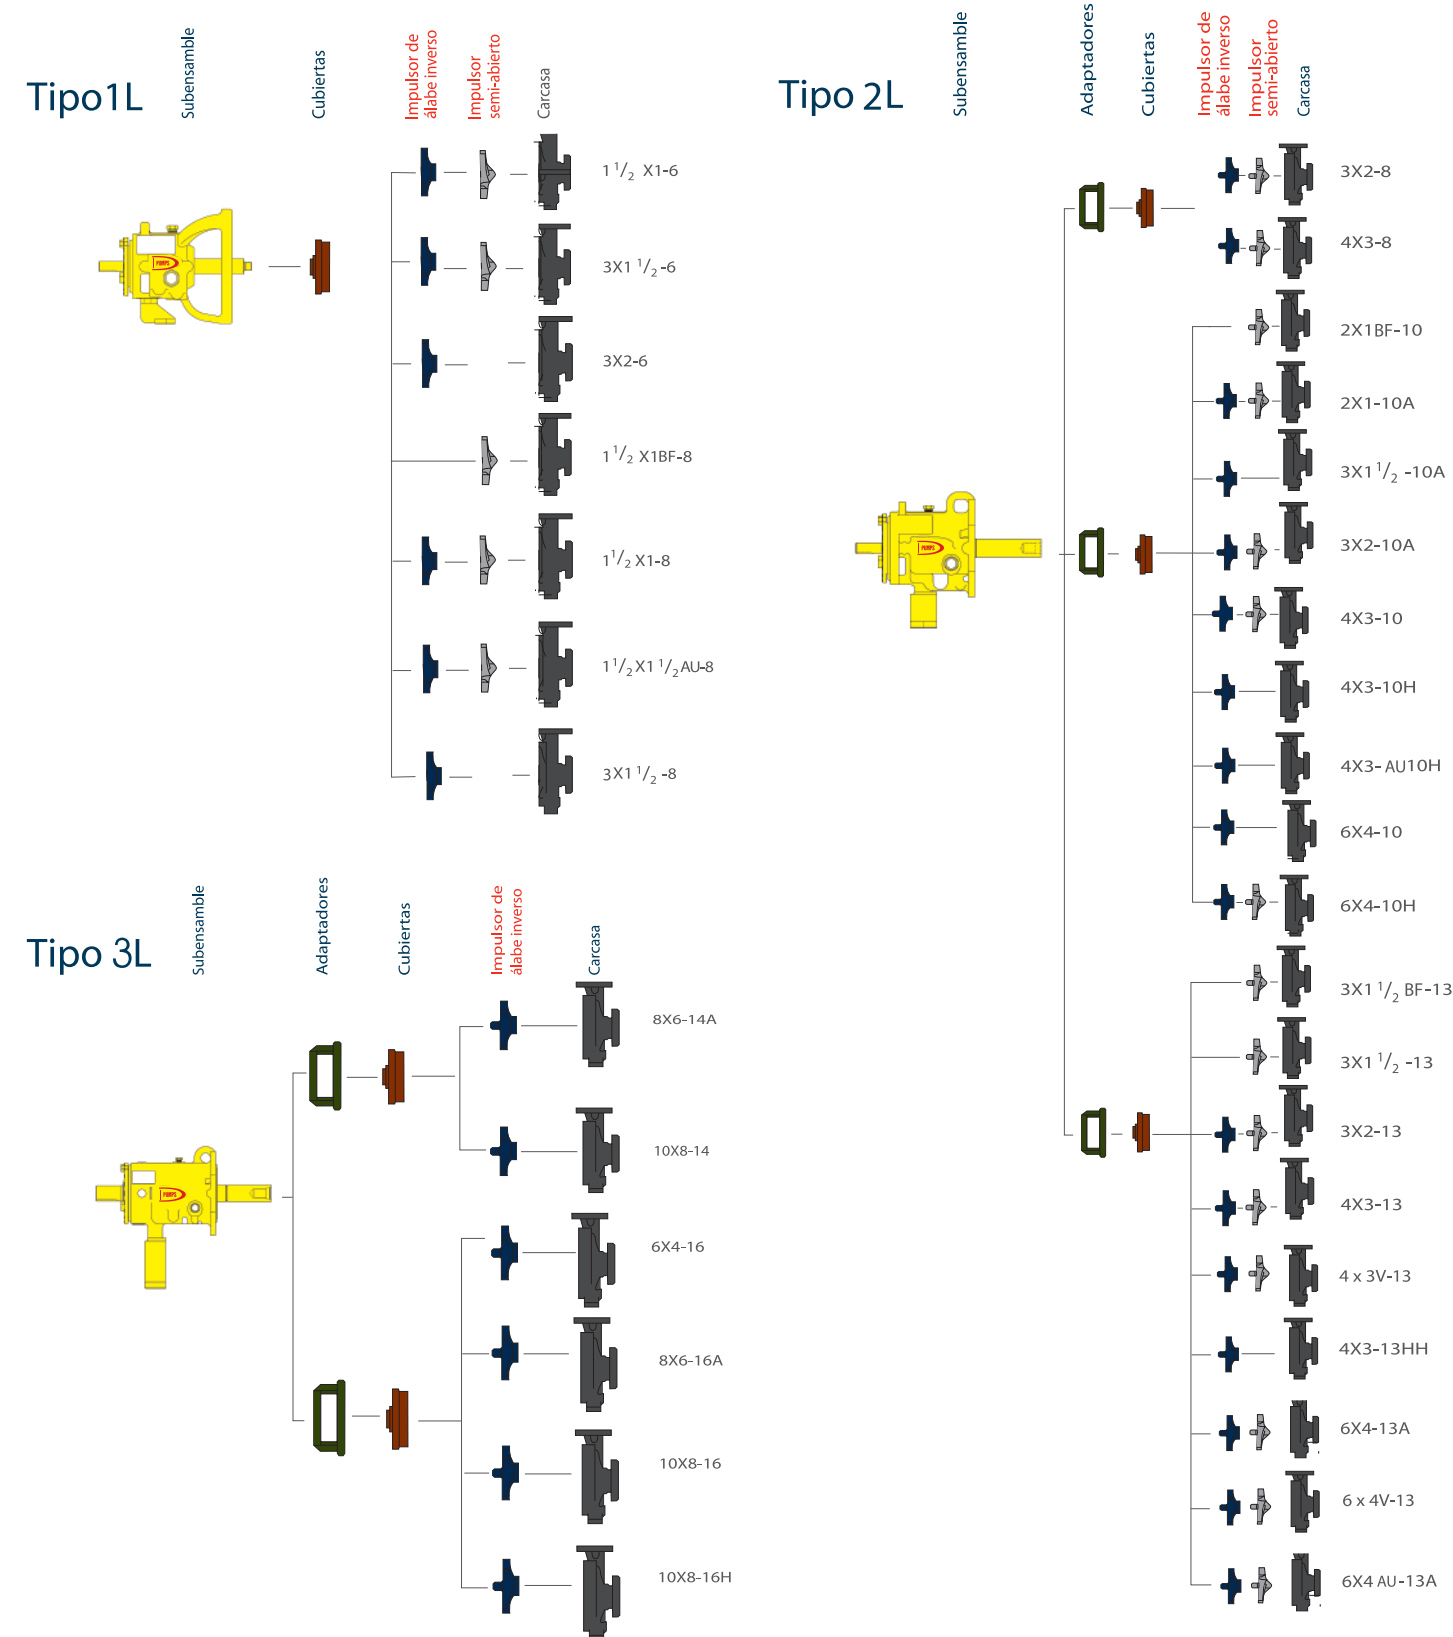 Tipo1L
Subensamble
Cubiertas
Impulsor de
álabe inverso
Impulsor
semi-abierto
Carcasa
PUMPS
1 1/2 X1-6
3X1 1/2 -6
3X2-6
1 1/2 X1BF-8
1 1/2 X1-8
1 1/2 X1 1/2 AU-8
3X1 1/2 -8
Tipo 2L
Subensamble
Adaptadores
Cubiertas
Impulsor de
álabe inverso
Impulsor
semi-abierto
Carcasa
PUMPS
3X2-8
4X3-8
2X1BF-10
2X1-10A
3X1 1/2 -10A
3X2-10A
4X3-10
4X3-10H
4X3- AU10H
6X4-10
6X4-10H
3X1 1/2 BF-13
3X1 1/2 -13
3X2-13
4X3-13
4 x 3V-13
4X3-13HH
6X4-13A
6 x 4V-13
6X4 AU-13A
Tipo 3L
Subensamble
Adaptadores
Cubiertas
Impulsor de
álabe inverso
Carcasa
PUMPS
8X6-14A
10X8-14
6X4-16
8X6-16A
10X8-16
10X8-16H